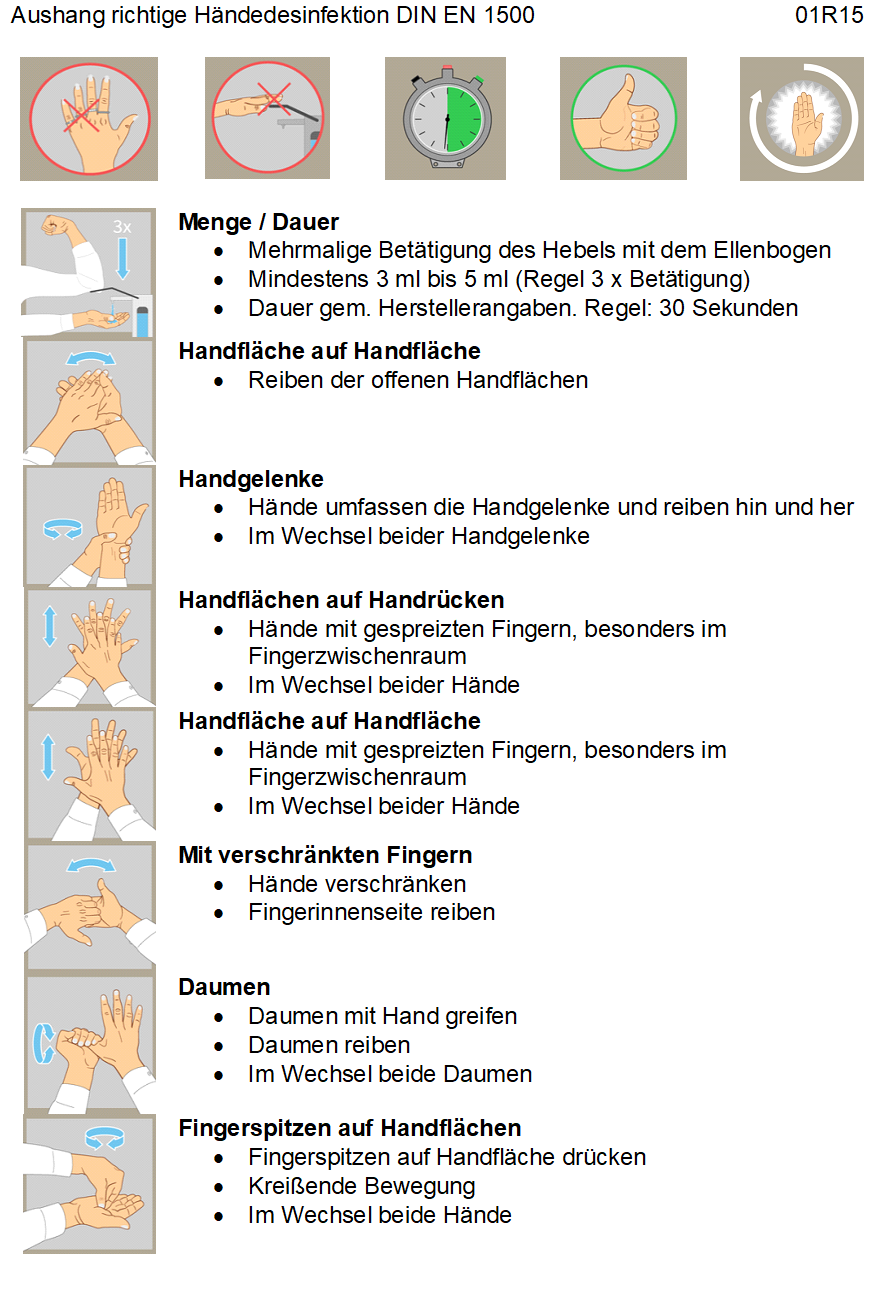 Aushang richtige Händedesinfektion DIN EN 1500 01R15
3x
Menge / Dauer
• Mehrmalige Betätigung des Hebels mit dem Ellenbogen
• Mindestens 3 ml bis 5 ml (Regel 3 x Betätigung)
• Dauer gem. Herstellerangaben. Regel: 30 Sekunden
Handfläche auf Handfläche
• Reiben der offenen Handflächen
Handgelenke
• Hände umfassen die Handgelenke und reiben hin und her
• Im Wechsel beider Handgelenke
Handflächen auf Handrücken
• Hände mit gespreizten Fingern, besonders im
Fingerzwischenraum
• Im Wechsel beider Hände
Handfläche auf Handfläche
• Hände mit gespreizten Fingern, besonders im
Fingerzwischenraum
• Im Wechsel beider Hände
Mit verschränkten Fingern
• Hände verschränken
• Fingerinnenseite reiben
Daumen
• Daumen mit Hand greifen
• Daumen reiben
• Im Wechsel beide Daumen
Fingerspitzen auf Handflächen
• Fingerspitzen auf Handfläche drücken
• Kreißende Bewegung
• Im Wechsel beide Hände